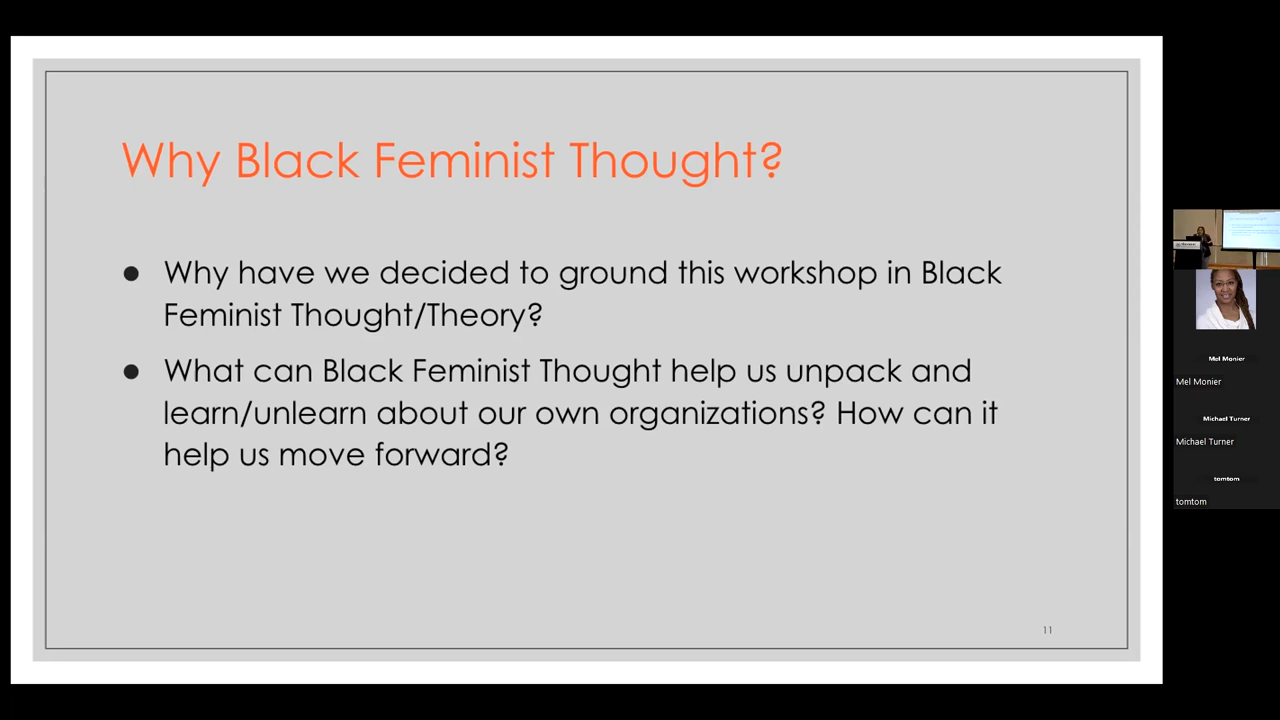 Why Black Feminist Thought?
● Why have we decided to ground this workshop in Black
Feminist Thought/Theory?
● What can Black Feminist Thought help us unpack and
learn/unlearn about our own organizations? How can it
help us move forward?
11
Mel Monier
Mel Monier
Michael Turner
Michael Turner
tomtom
tomtom